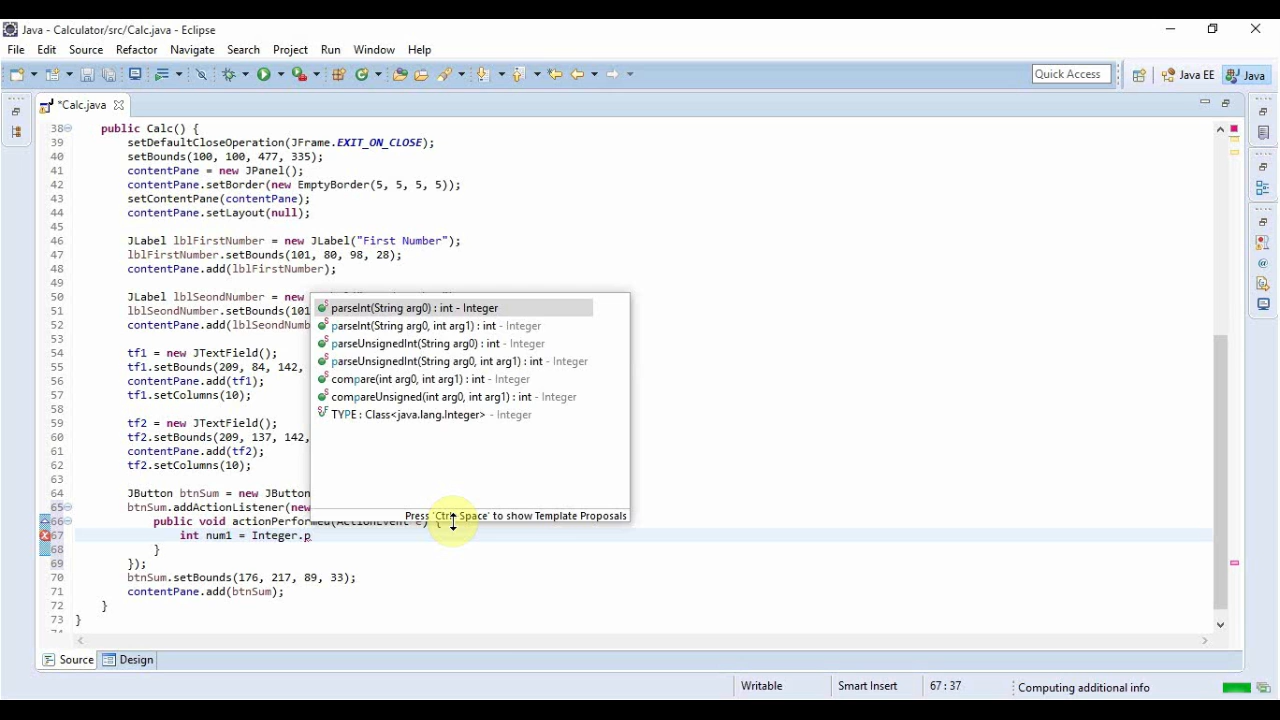 Java - Calculator/src/Calc.java - Eclipse
File Edit Source Refactor Navigate Search Project Run Window Help
Quick Access Java EE Java
*Calc.java
38 public Calc() {
39 setDefaultCloseOperation(JFrame.EXIT_ON_CLOSE);
40 setBounds(100, 100, 477, 335);
41 contentPane = new JPanel();
42 contentPane.setBorder(new EmptyBorder(5, 5, 5, 5));
43 setContentPane(contentPane);
44 contentPane.setLayout(null);
45
46 JLabel lblFirstNumber = new JLabel("First Number");
47 lblFirstNumber.setBounds(101, 80, 98, 28);
48 contentPane.add(lblFirstNumber);
49
50 JLabel lblSeondNumber = new
51 lblSeondNumber.setBounds(101
52 contentPane.add(lblSeondNumb
53
54 tf1 = new JTextField();
55 tf1.setBounds(209, 84, 142,
56 contentPane.add(tf1);
57 tf1.setColumns(10);
58
59 tf2 = new JTextField();
60 tf2.setBounds(209, 137, 142,
61 contentPane.add(tf2);
62 tf2.setColumns(10);
63
64 JButton btnSum = new JButton
65 btnSum.addActionListener(new
66 public void actionPerformed(ActionEvent e) {
67 int num1 = Integer.p
68 }
69 });
70 btnSum.setBounds(176, 217, 89, 33);
71 contentPane.add(btnSum);
72 }
73 }
74
parseInt(String arg0) : int - Integer
parseInt(String arg0, int arg1) : int - Integer
parseUnsignedInt(String arg0) : int - Integer
parseUnsignedInt(String arg0, int arg1) : int - Integer
compare(int arg0, int arg1) : int - Integer
compareUnsigned(int arg0, int arg1) : int - Integer
TYPE : Class<java.lang.Integer> - Integer
Press 'Ctrl+Space' to show Template Proposals
Source Design
Writable Smart Insert 67 : 37 Computing additional info